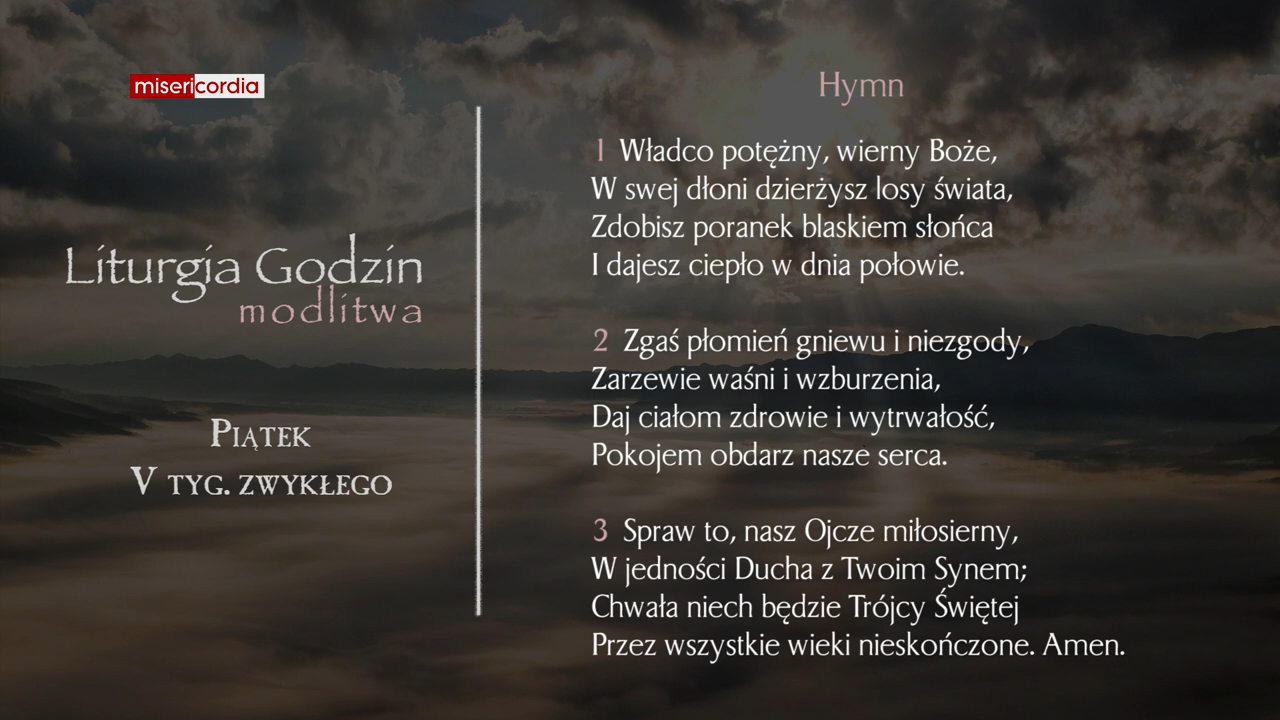 misericordia
Liturgia Godzin
modlitwa
Piątek
V tyg. zwykłego
Hymn
1 Władco potężny, wierny Boże,
W swej dłoni dzierżysz losy świata,
Zdobisz poranek blaskiem słońca
I dajesz ciepło w dnia połowie.
2 Zgaś płomień gniewu i niezgody,
Zarzewie waśni i wzburzenia,
Daj ciałom zdrowie i wytrwałość,
Pokojem obdarz nasze serca.
3 Spraw to, nasz Ojcze miłosierny,
W jedności Ducha z Twoim Synem;
Chwała niech będzie Trójcy Świętej
Przez wszystkie wieki nieskończone. Amen.